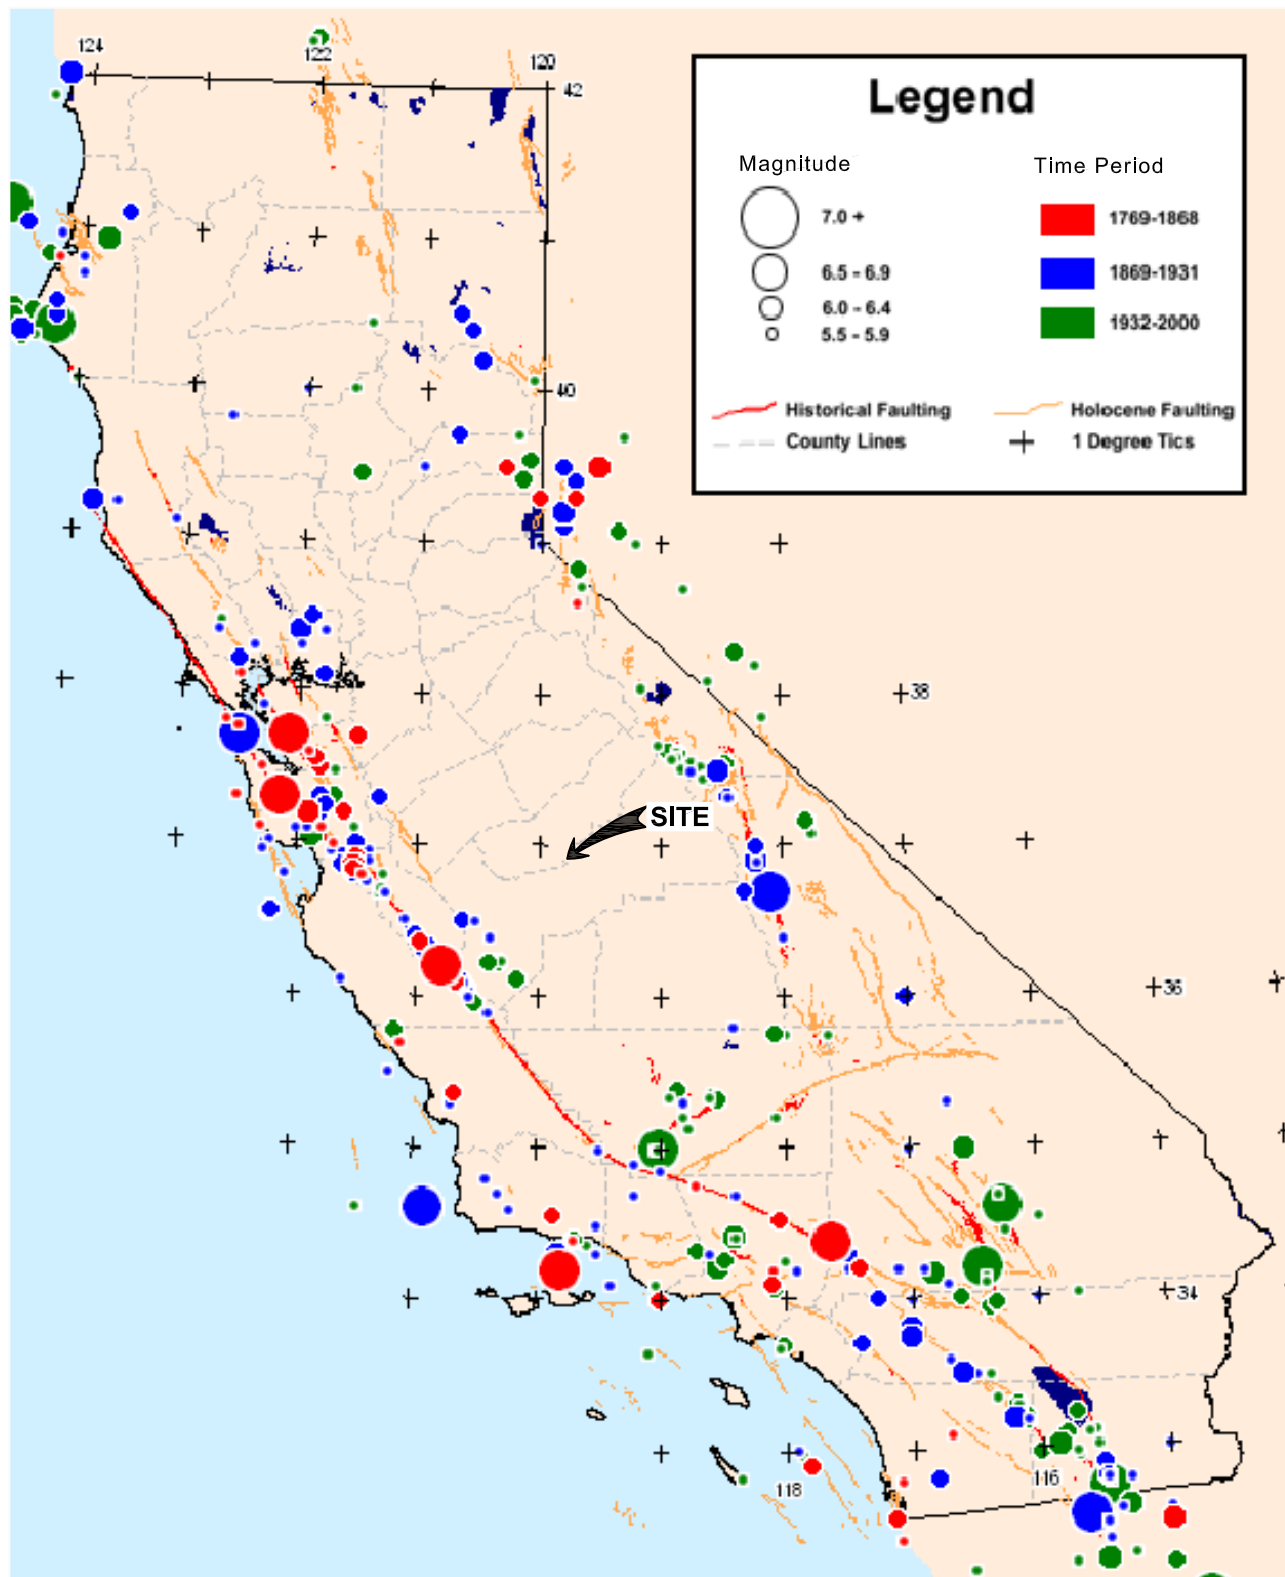 124
122
120
42
Legend
Magnitude
Time Period
7.0 +
1769-1868
6.5 - 6.9
1869-1931
6.0 - 6.4
1932-2000
5.5 - 5.9
40
Historical Faulting
Holocene Faulting
County Lines
1 Degree Tics
38
SITE
36
34
116
118